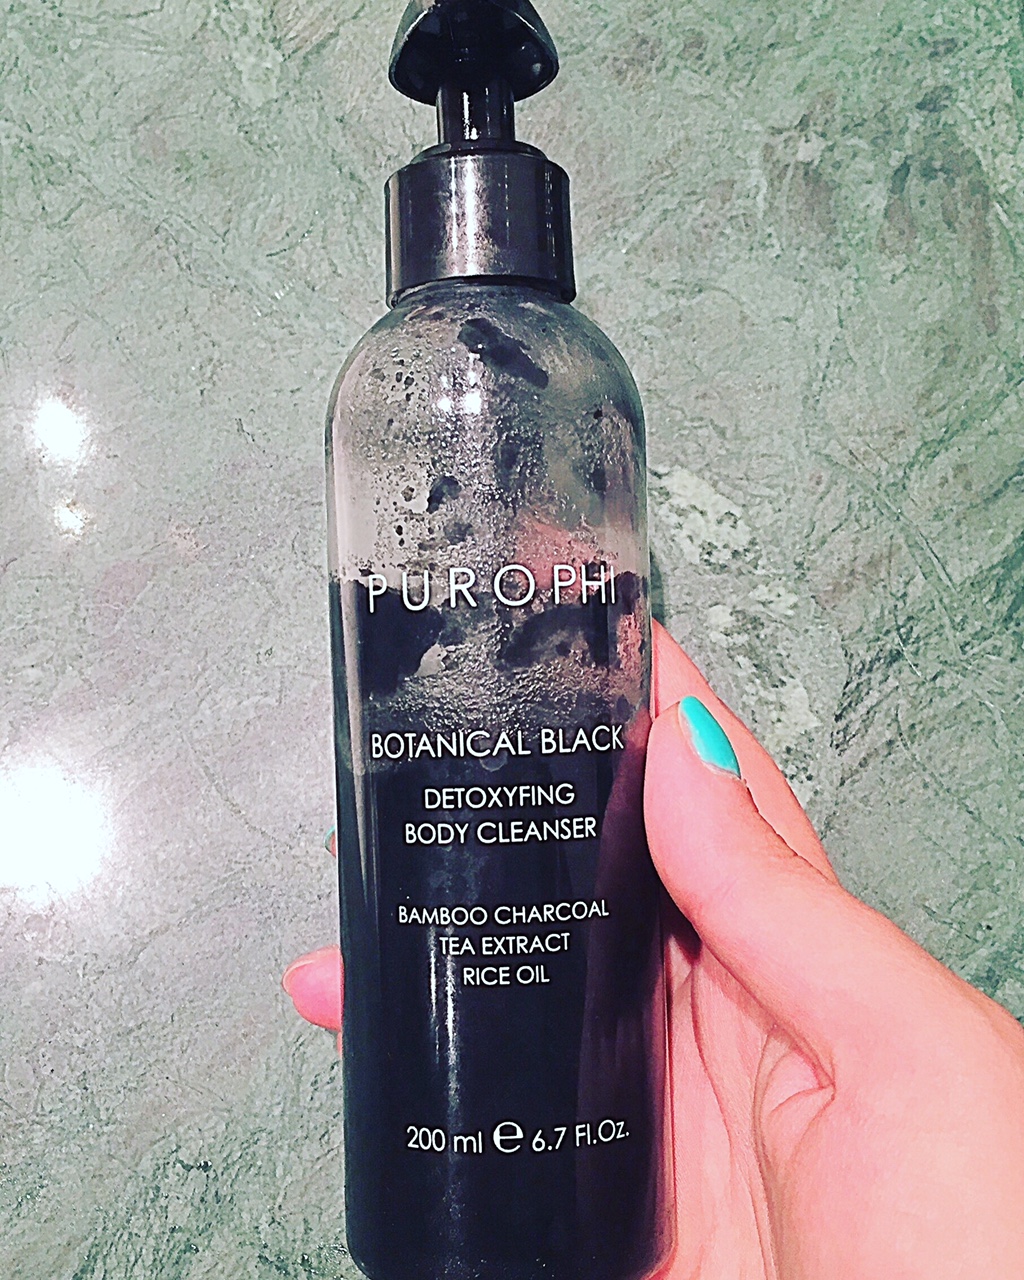 PUROPHI
BOTANICAL BLACK
DETOXYFING
BODY CLEANSER
BAMBOO CHARCOAL
TEA EXTRACT
RICE OIL
200 ml e 6.7 Fl.Oz.